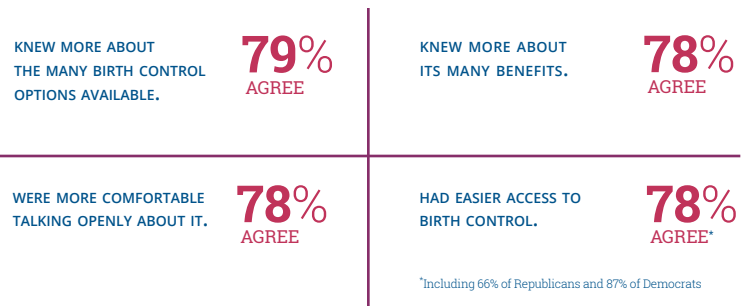 KNEW MORE ABOUT
THE MANY BIRTH CONTROL
OPTIONS AVAILABLE.
79%
AGREE
KNEW MORE ABOUT
ITS MANY BENEFITS.
78%
AGREE
WERE MORE COMFORTABLE
TALKING OPENLY ABOUT IT.
78%
AGREE
HAD EASIER ACCESS TO
BIRTH CONTROL.
78%
AGREE*
*Including 66% of Republicans and 87% of Democrats